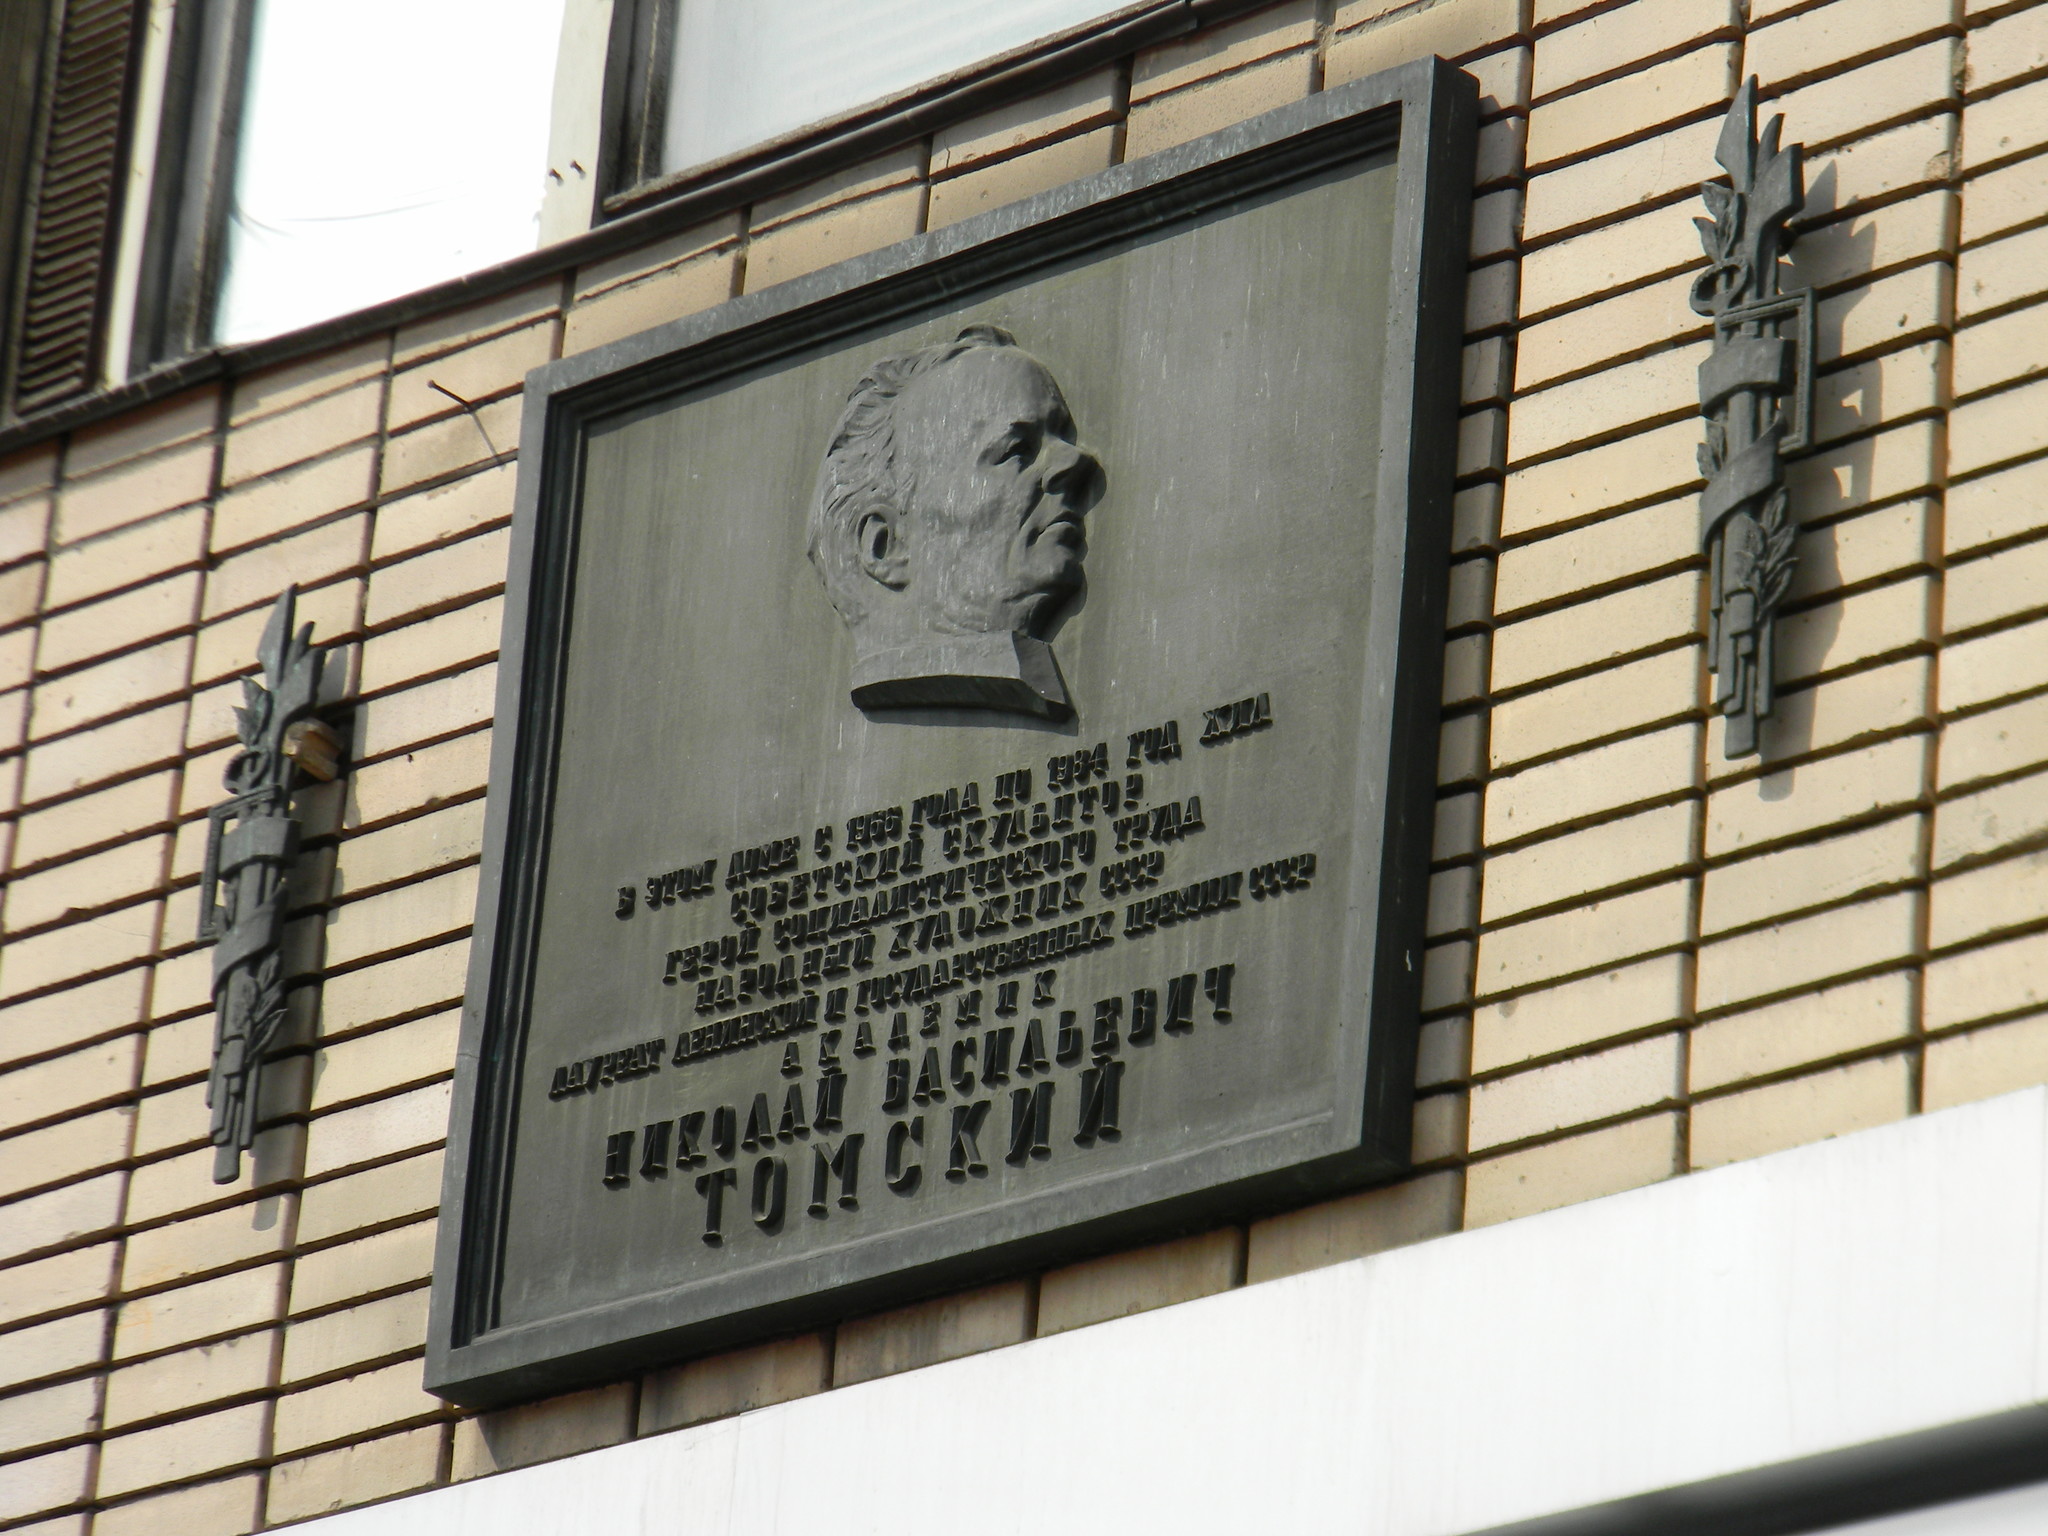 В ЭТОМ ДОМЕ С 1955 ГОДА ПО 1984 ГОД ЖИЛ
СОВЕТСКИЙ СКУЛЬПТОР
ГЕРОЙ СОЦИАЛИСТИЧЕСКОГО ТРУДА
НАРОДНЫЙ ХУДОЖНИК СССР
ЛАУРЕАТ ЛЕНИНСКОЙ И ГОСУДАРСТВЕННЫХ ПРЕМИЙ СССР
АКАДЕМИК
НИКОЛАЙ ВАСИЛЬЕВИЧ
ТОМСКИЙ